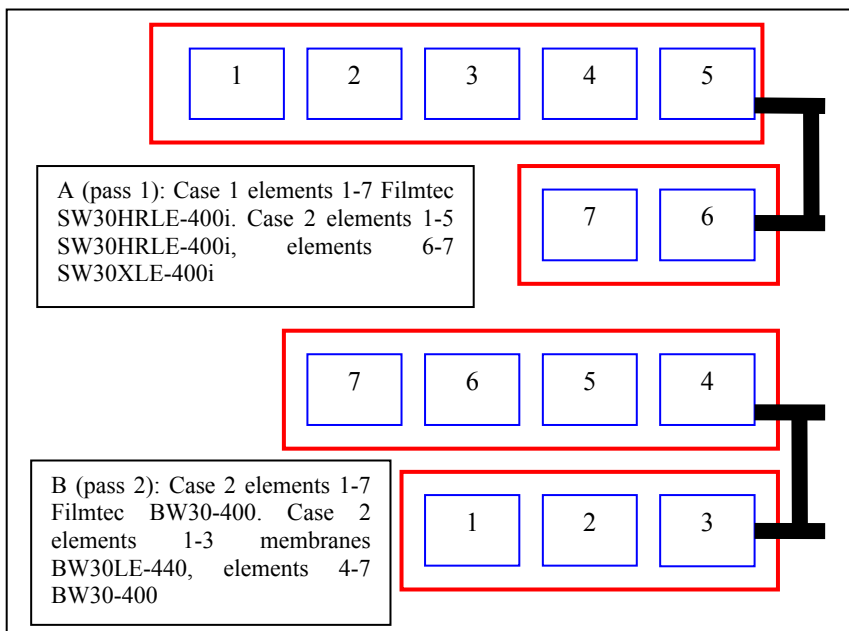 1 2 3 4 5
A (pass 1): Case 1 elements 1-7 Filmtec
SW30HRLE-400i. Case 2 elements 1-5
SW30HRLE-400i, elements 6-7
SW30XLE-400i
7 6
7 6 5 4
B (pass 2): Case 2 elements 1-7
Filmtec BW30-400. Case 2
elements 1-3 membranes
BW30LE-440, elements 4-7
BW30-400
1 2 3